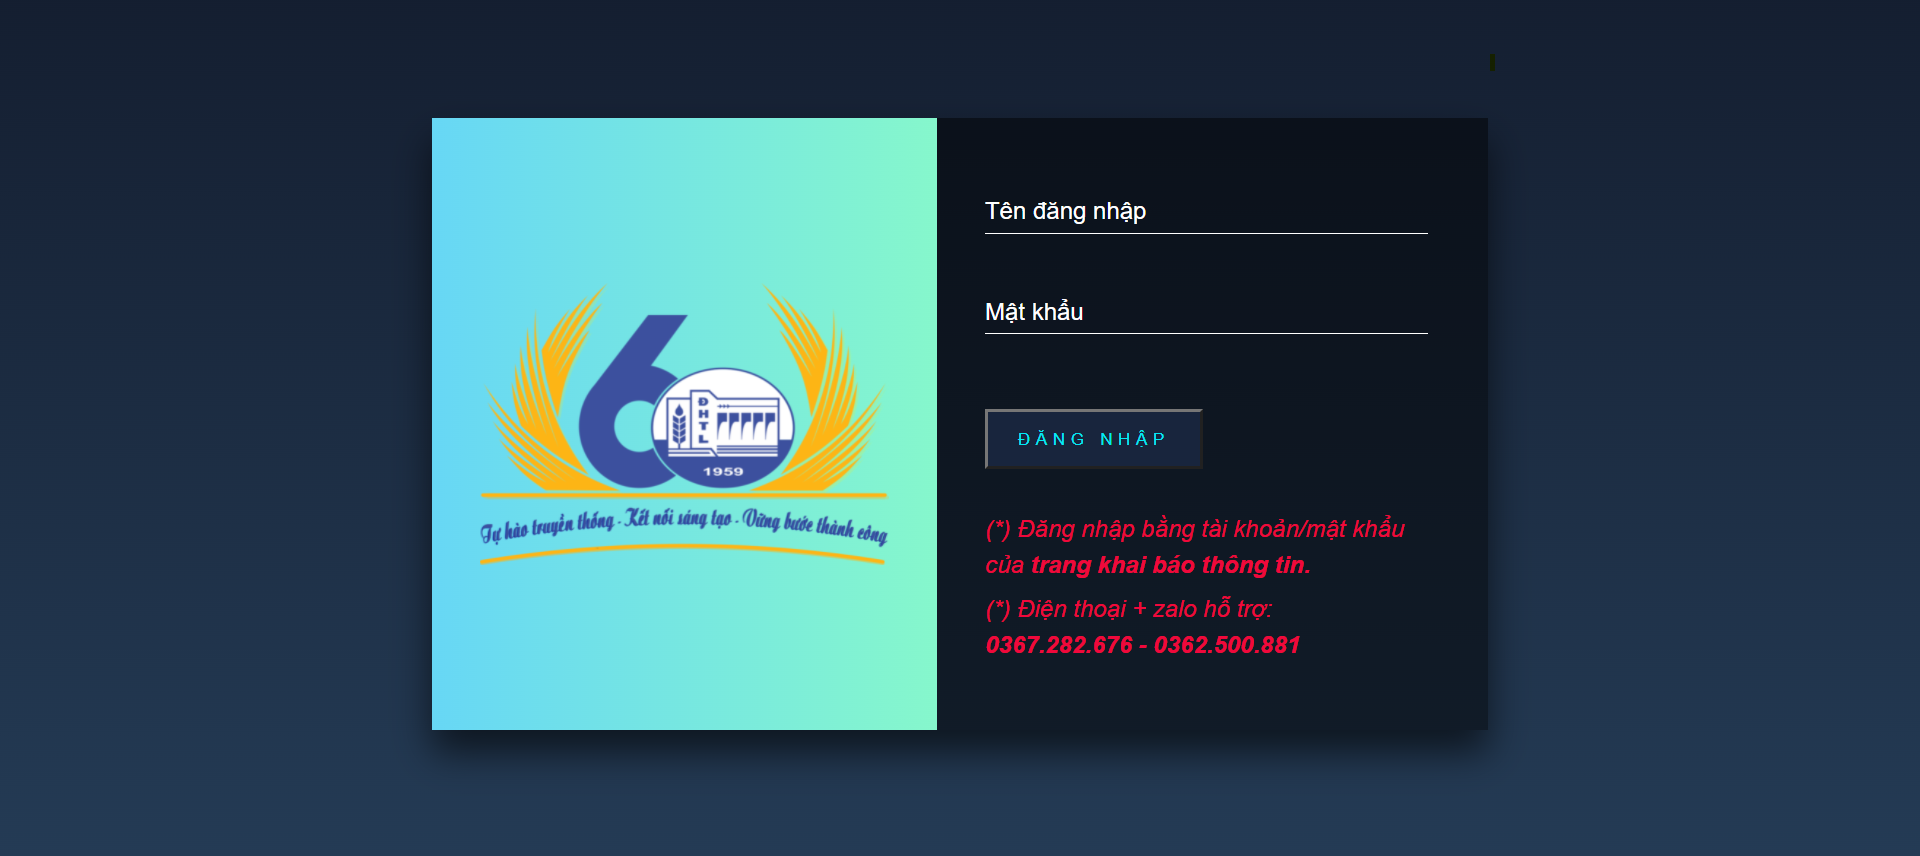 60
ĐHTL
1959
Tự hào truyền thống - Kết nối sáng tạo - Vững bước thành công
Tên đăng nhập
Mật khẩu
ĐĂNG NHẬP
(*) Đăng nhập bằng tài khoản/mật khẩu
của trang khai báo thông tin.
(*) Điện thoại + zalo hỗ trợ:
0367.282.676 - 0362.500.881